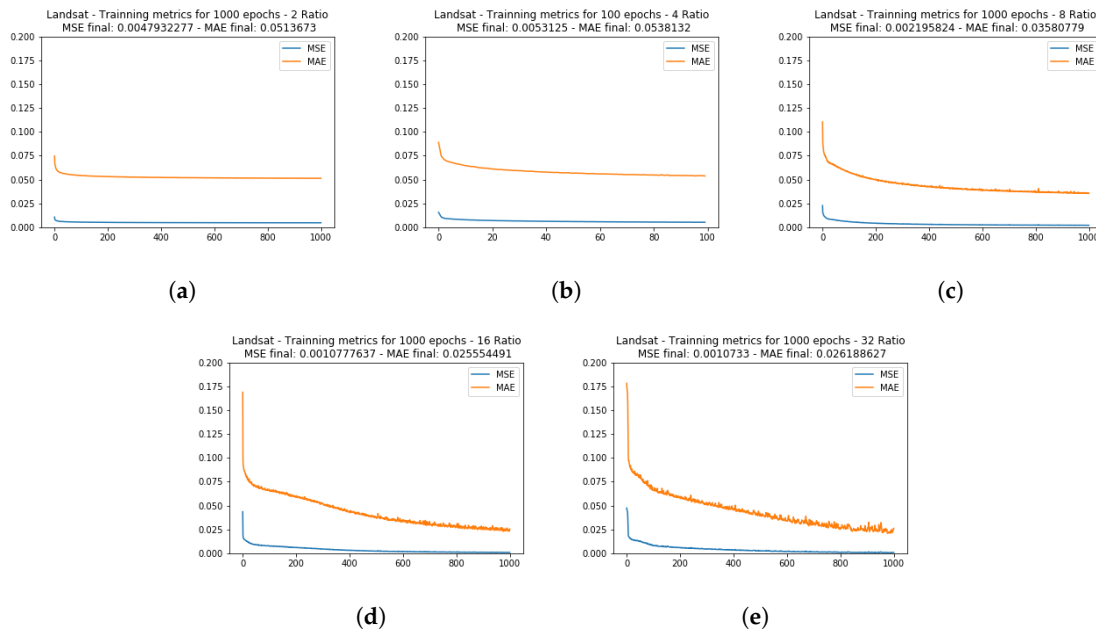 Landsat - Trainning metrics for 1000 epochs - 2 Ratio
MSE final: 0.0047932277 - MAE final: 0.0513673
0.200
0.175
0.150
0.125
0.100
0.075
0.050
0.025
0.000
0 200 400 600 800 1000
MSE
MAE
(a)
Landsat - Trainning metrics for 100 epochs - 4 Ratio
MSE final: 0.0053125 - MAE final: 0.0538132
0.200
0.175
0.150
0.125
0.100
0.075
0.050
0.025
0.000
0 20 40 60 80 100
MSE
MAE
(b)
Landsat - Trainning metrics for 1000 epochs - 8 Ratio
MSE final: 0.002195824 - MAE final: 0.03580779
0.200
0.175
0.150
0.125
0.100
0.075
0.050
0.025
0.000
0 200 400 600 800 1000
MSE
MAE
(c)
Landsat - Trainning metrics for 1000 epochs - 16 Ratio
MSE final: 0.0010777637 - MAE final: 0.025554491
0.200
0.175
0.150
0.125
0.100
0.075
0.050
0.025
0.000
0 200 400 600 800 1000
MSE
MAE
(d)
Landsat - Trainning metrics for 1000 epochs - 32 Ratio
MSE final: 0.0010733 - MAE final: 0.026188627
0.200
0.175
0.150
0.125
0.100
0.075
0.050
0.025
0.000
0 200 400 600 800 1000
MSE
MAE
(e)